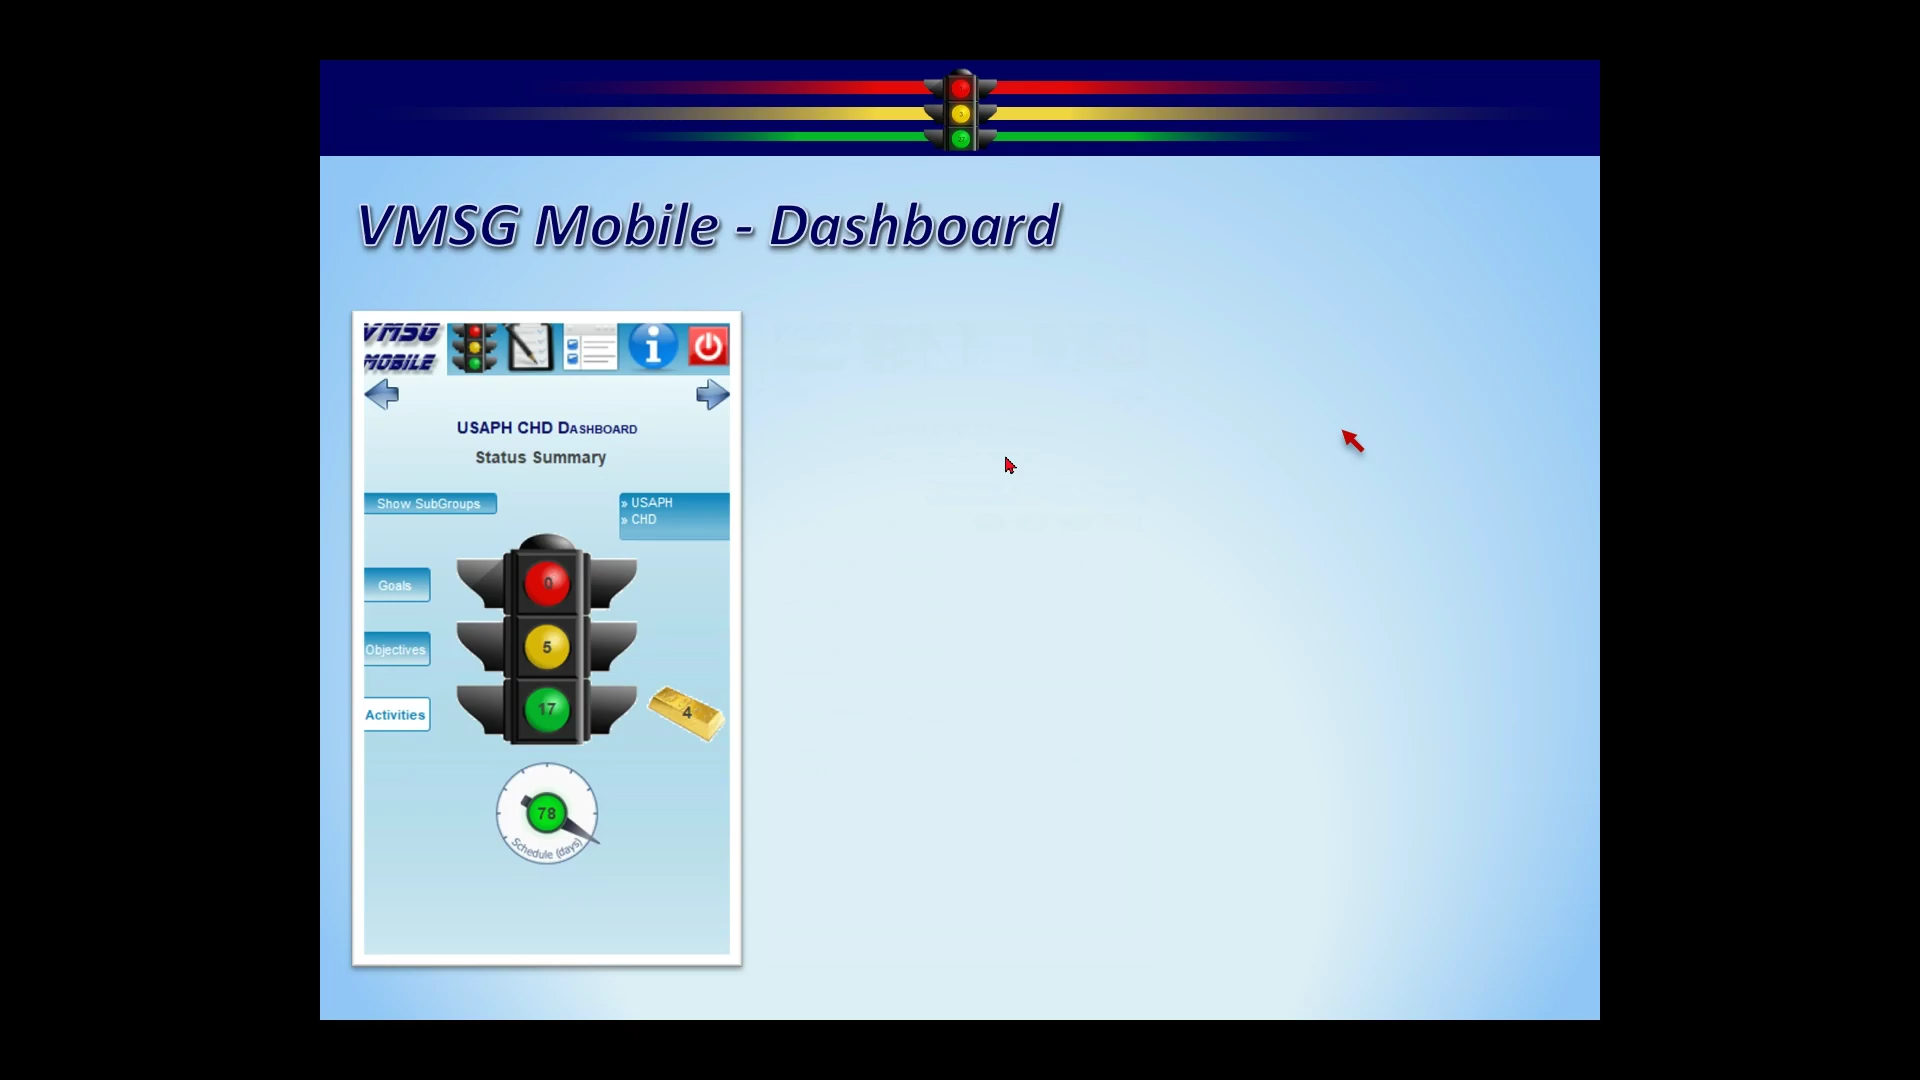 VMSG Mobile - Dashboard
VMSG
MOBILE
USAPH CHD DASHBOARD
Status Summary
Show SubGroups
» USAPH
» CHD
0
Goals
5
Objectives
17
4
Activities
78
Schedule (days)